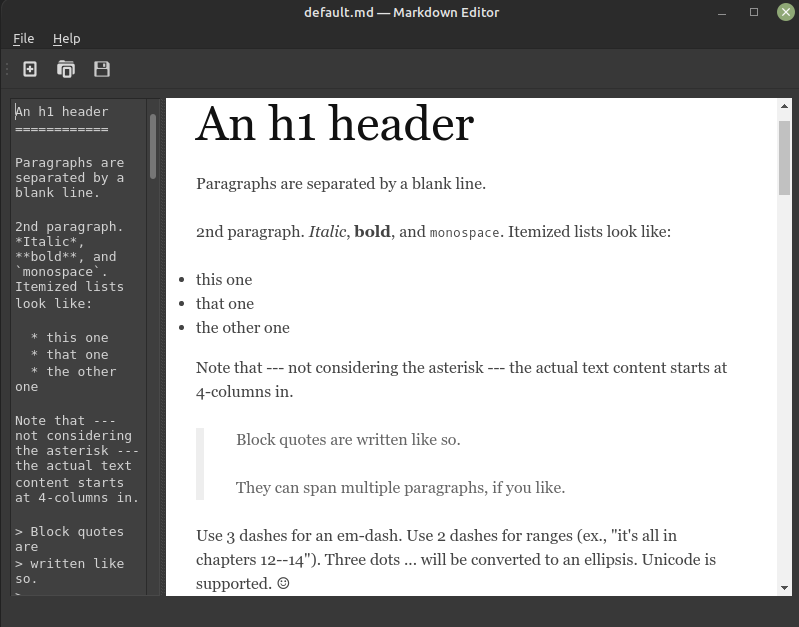 default.md — Markdown Editor
File Help
An h1 header
============
Paragraphs are
separated by a
blank line.
2nd paragraph.
*Italic*,
**bold**, and
`monospace`.
Itemized lists
look like:
* this one
* that one
* the other
one
Note that ---
not considering
the asterisk ---
the actual text
content starts
at 4-columns in.
> Block quotes
are
> written like
so.
>
An h1 header
Paragraphs are separated by a blank line.
2nd paragraph. Italic, bold, and monospace. Itemized lists look like:
• this one
• that one
• the other one
Note that --- not considering the asterisk --- the actual text content starts at
4-columns in.
Block quotes are written like so.
They can span multiple paragraphs, if you like.
Use 3 dashes for an em-dash. Use 2 dashes for ranges (ex., "it's all in
chapters 12--14"). Three dots ... will be converted to an ellipsis. Unicode is
supported. ☺